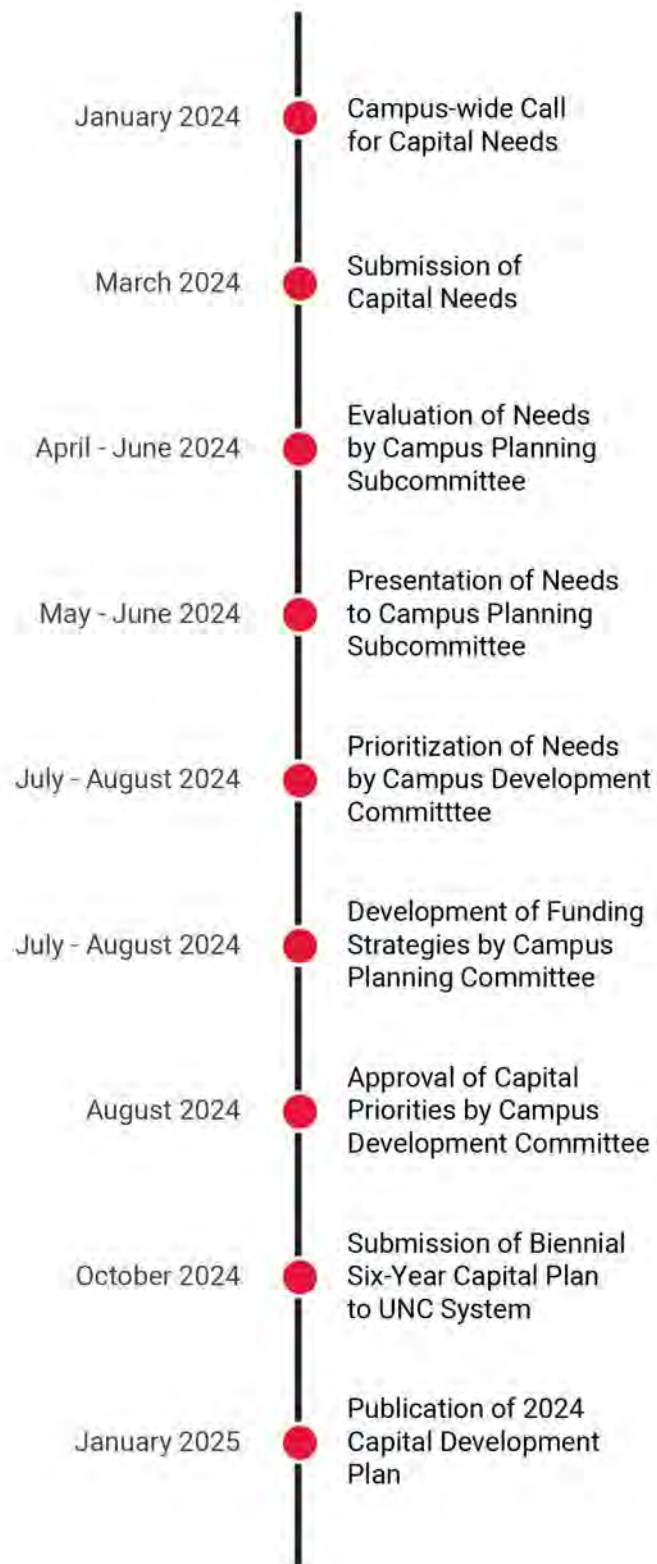 January 2024
Campus-wide Call
for Capital Needs
March 2024
Submission of
Capital Needs
April - June 2024
Evaluation of Needs
by Campus Planning
Subcommittee
May - June 2024
Presentation of Needs
to Campus Planning
Subcommittee
July - August 2024
Prioritization of Needs
by Campus Development
Committtee
July - August 2024
Development of Funding
Strategies by Campus
Planning Committee
August 2024
Approval of Capital
Priorities by Campus
Development Committee
October 2024
Submission of Biennial
Six-Year Capital Plan
to UNC System
January 2025
Publication of 2024
Capital Development
Plan